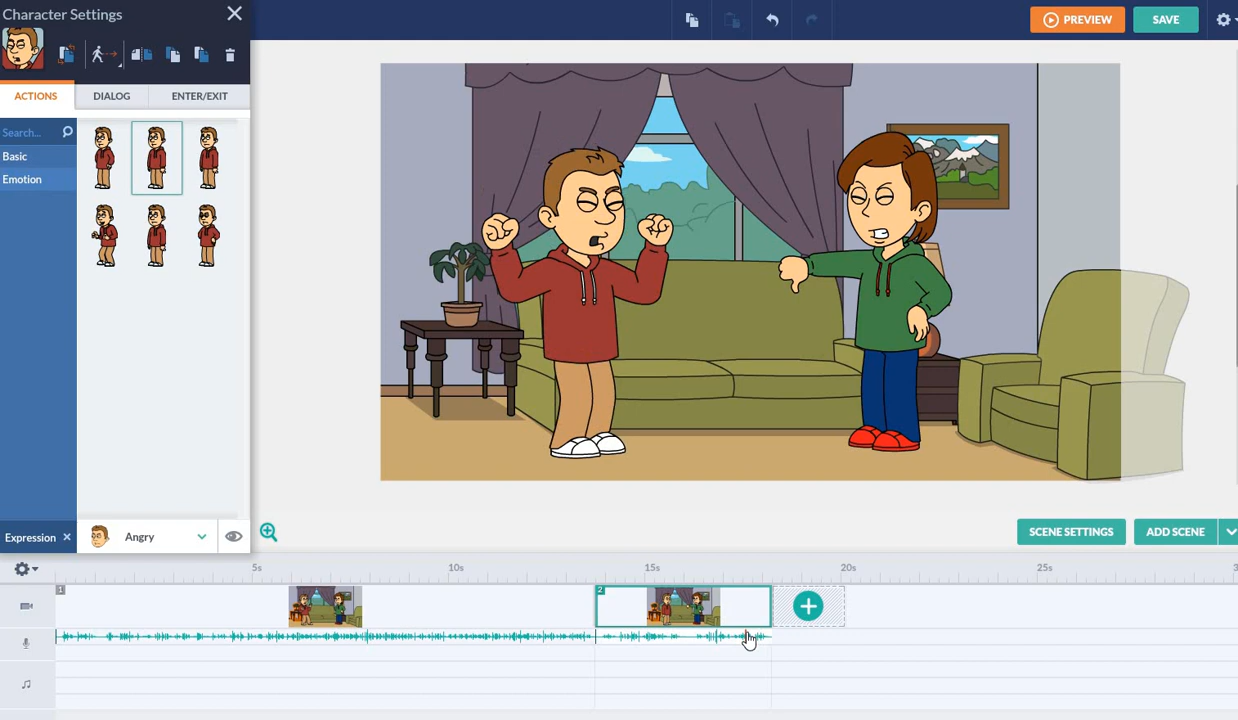 Character Settings
PREVIEW
SAVE
ACTIONS
DIALOG
ENTER/EXIT
Search...
Basic
Emotion
Expression
Angry
SCENE SETTINGS
ADD SCENE
5s
10s
15s
20s
25s
1
2